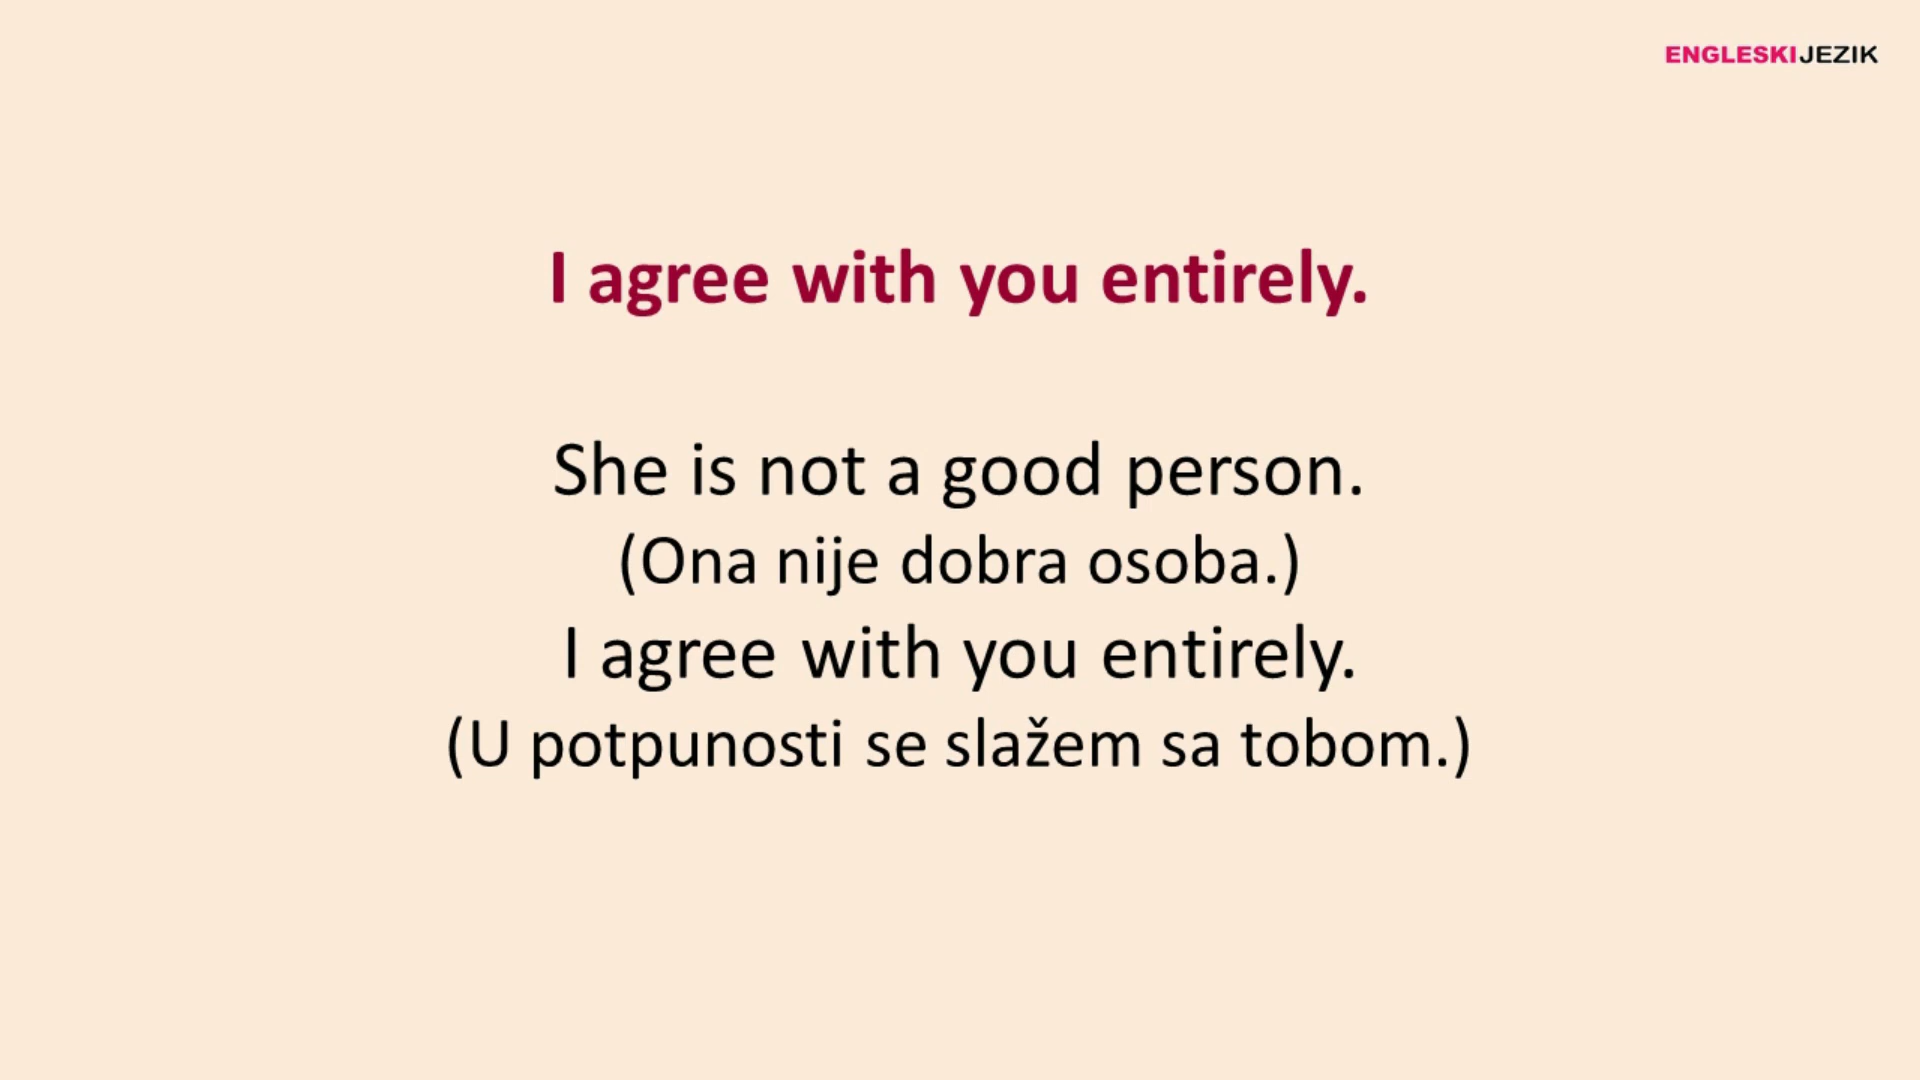 ENGLESKIJEZIK
I agree with you entirely.
She is not a good person.
(Ona nije dobra osoba.)
I agree with you entirely.
(U potpunosti se slažem sa tobom.)